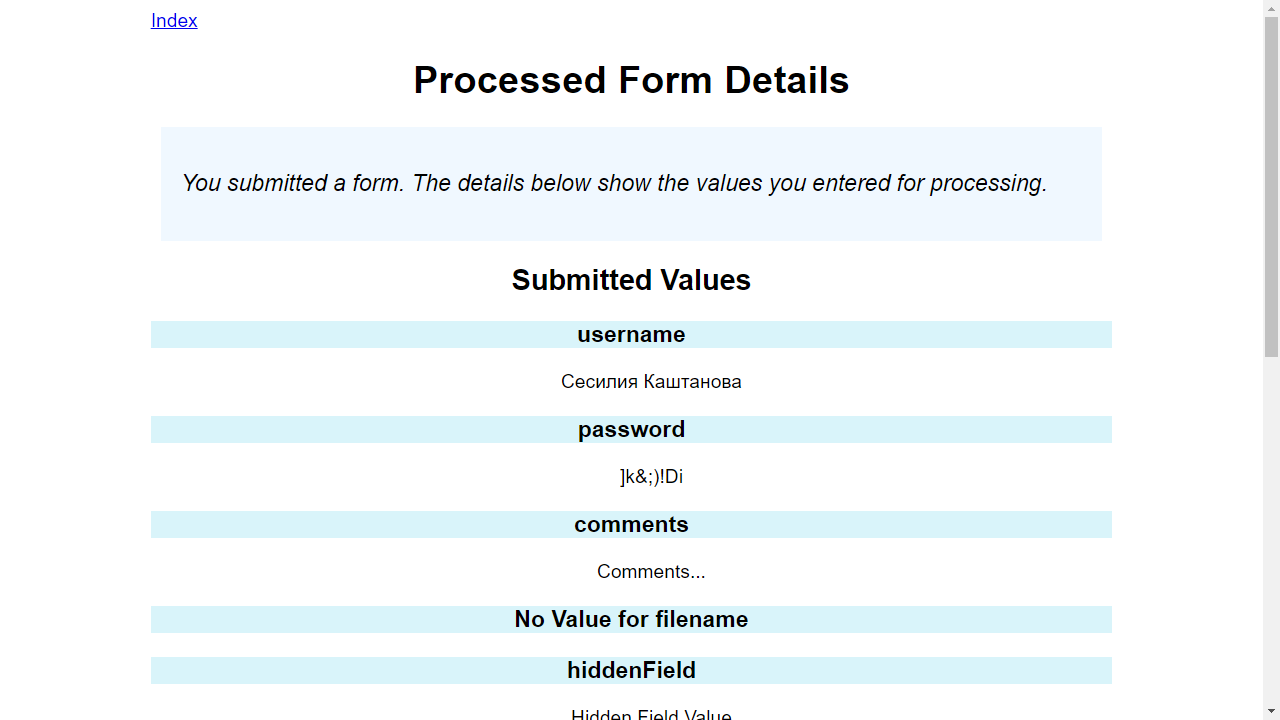 Index
Processed Form Details
You submitted a form. The details below show the values you entered for processing.
Submitted Values
username
Сесилия Каштанова
password
]k&;)!Di
comments
Comments...
No Value for filename
hiddenField
Hidden Field Value